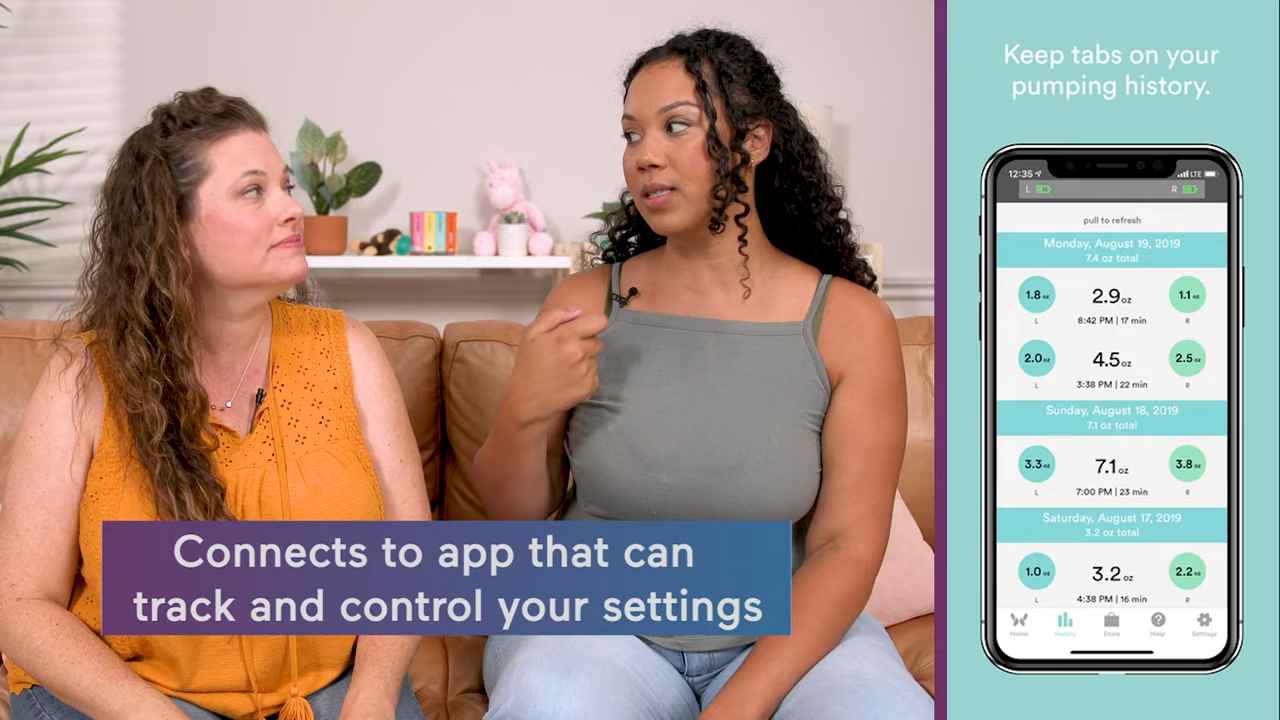 Keep tabs on your
pumping history.
12:35
LTE
L
R
pull to refresh
Monday, August 19, 2019
7.4 oz total
1.8 oz
2.9 oz
1.1 oz
L
8:42 PM | 17 min
R
2.0 oz
4.5 oz
2.5 oz
L
3:38 PM | 22 min
R
Sunday, August 18, 2019
7.1 oz total
3.3 oz
7.1 oz
3.8 oz
L
7:00 PM | 23 min
R
Saturday, August 17, 2019
3.2 oz total
1.0 oz
3.2 oz
2.2 oz
L
4:38 PM | 16 min
R
Home
History
Store
Help
Settings
Connects to app that can
track and control your settings